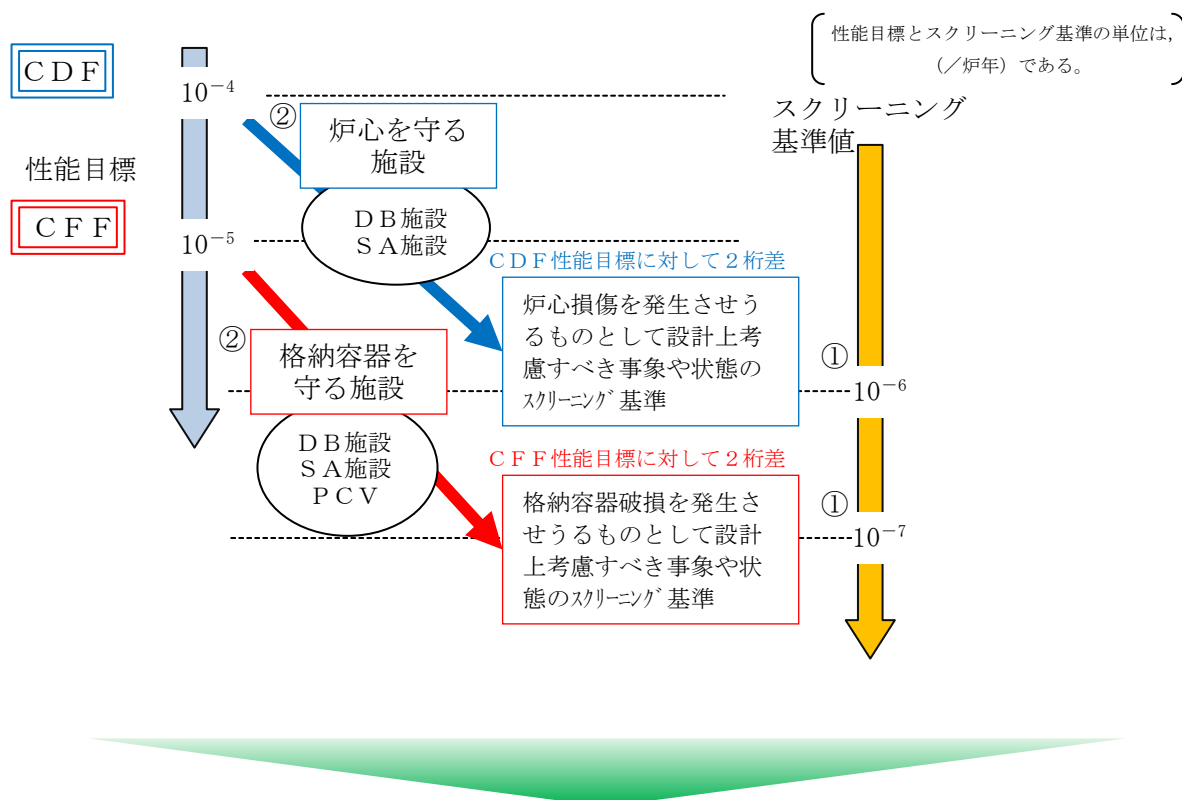 性能目標とスクリーニング基準の単位は,
(／炉年)である。
ＣＤＦ
10⁻⁴
②
炉心を守る
施設
スクリーニング
基準値
性能目標
ＣＦＦ
10⁻⁵
ＤＢ施設
ＳＡ施設
ＣＤＦ性能目標に対して２桁差
炉心損傷を発生させう
るものとして設計上考
慮すべき事象や状態の
ｽｸﾘｰﾆﾝｸﾞ基準
①
10⁻⁶
②
格納容器を
守る施設
ＤＢ施設
ＳＡ施設
ＰＣＶ
ＣＦＦ性能目標に対して２桁差
格納容器破損を発生さ
せうるものとして設計
上考慮すべき事象や状
態のｽｸﾘｰﾆﾝｸﾞ基準
①
10⁻⁷